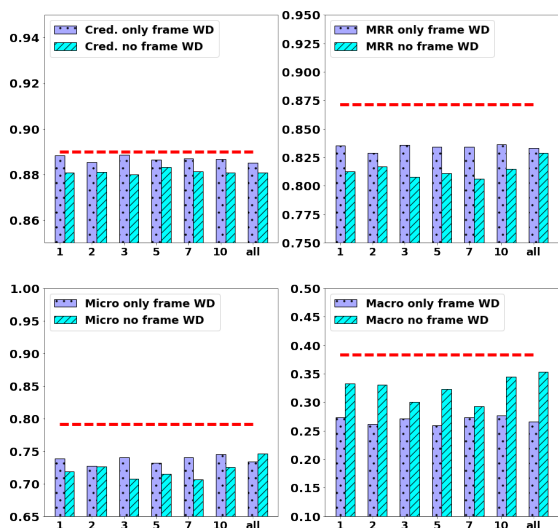 Cred. only frame WD
Cred. no frame WD
0.94
0.92
0.90
0.88
0.86
1 2 3 5 7 10 all
MRR only frame WD
MRR no frame WD
0.950
0.925
0.900
0.875
0.850
0.825
0.800
0.775
0.750
1 2 3 5 7 10 all
Micro only frame WD
Micro no frame WD
1.00
0.95
0.90
0.85
0.80
0.75
0.70
0.65
1 2 3 5 7 10 all
Macro only frame WD
Macro no frame WD
0.50
0.45
0.40
0.35
0.30
0.25
0.20
0.15
0.10
1 2 3 5 7 10 all